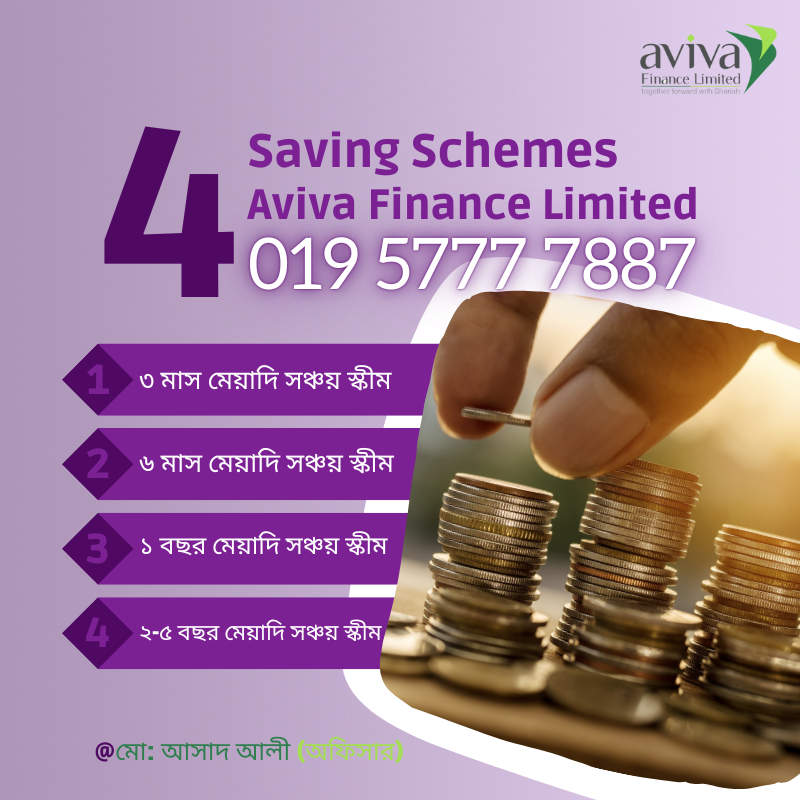 aviva
Finance Limited
together forward with Shariah
4
Saving Schemes
Aviva Finance Limited
019 5777 7887
1 ৩ মাস মেয়াদি সঞ্চয় স্কীম
2 ৬ মাস মেয়াদি সঞ্চয় স্কীম
3 ১ বছর মেয়াদি সঞ্চয় স্কীম
4 ২-৫ বছর মেয়াদি সঞ্চয় স্কীম
@মো: আসাদ আলী (অফিসার)